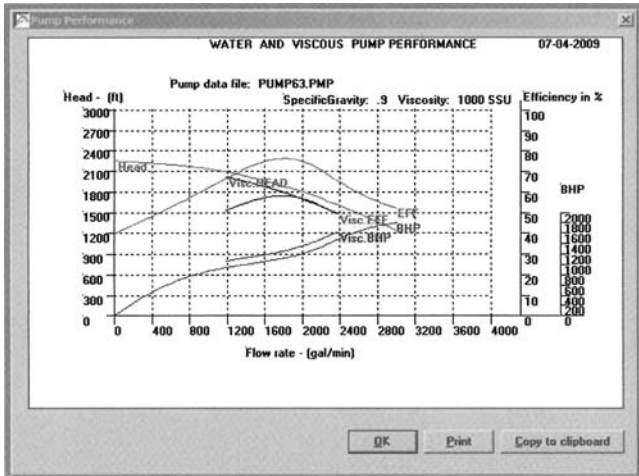 Pump Performance
WATER AND VISCOUS PUMP PERFORMANCE 07-04-2009
Pump data file: PUMP63.PMP
SpecificGravity: .9 Viscosity: 1000 SSU
Head - (ft)
Efficiency in %
3000
2700
2400
2100
1800
1500
1200
900
600
300
0
Head
Visc.HEAD
Visc.EFF
EFF
BHP
Visc.BHP
100
90
80
70
60
50
40
30
20
10
0
BHP
2000
1800
1600
1400
1200
1000
800
600
400
200
0
0 400 800 1200 1600 2000 2400 2800 3200 3600 4000
Flow rate - (gal/min)
OK Print Copy to clipboard